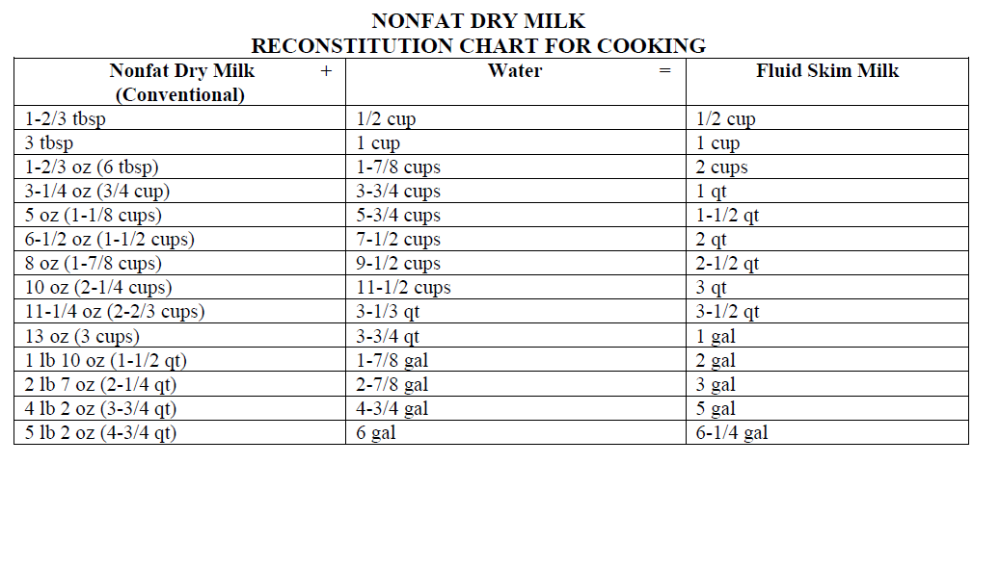 NONFAT DRY MILK
RECONSTITUTION CHART FOR COOKING
Nonfat Dry Milk + Water = Fluid Skim Milk
(Conventional)
1-2/3 tbsp 1/2 cup 1/2 cup
3 tbsp 1 cup 1 cup
1-2/3 oz (6 tbsp) 1-7/8 cups 2 cups
3-1/4 oz (3/4 cup) 3-3/4 cups 1 qt
5 oz (1-1/8 cups) 5-3/4 cups 1-1/2 qt
6-1/2 oz (1-1/2 cups) 7-1/2 cups 2 qt
8 oz (1-7/8 cups) 9-1/2 cups 2-1/2 qt
10 oz (2-1/4 cups) 11-1/2 cups 3 qt
11-1/4 oz (2-2/3 cups) 3-1/3 qt 3-1/2 qt
13 oz (3 cups) 3-3/4 qt 1 gal
1 lb 10 oz (1-1/2 qt) 1-7/8 gal 2 gal
2 lb 7 oz (2-1/4 qt) 2-7/8 gal 3 gal
4 lb 2 oz (3-3/4 qt) 4-3/4 gal 5 gal
5 lb 2 oz (4-3/4 qt) 6 gal 6-1/4 gal